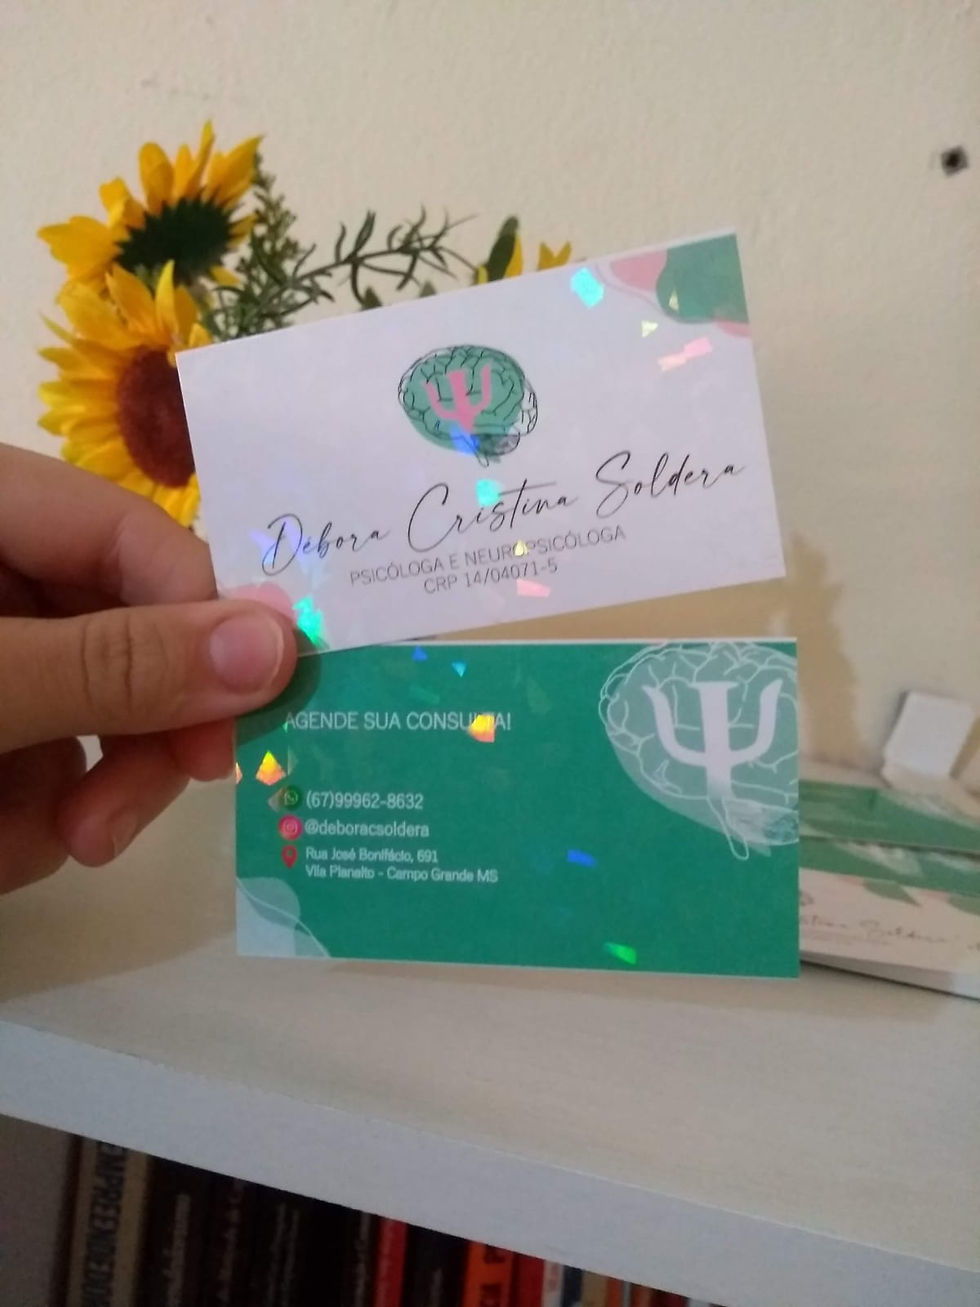 Débora Cristina Soldera
PSICÓLOGA E NEUROPSICÓLOGA
CRP 14/04071-5
AGENDE SUA CONSULTA!
(67)99962-8632
@deboracsoldera
Rua José Bonifácio, 691
Vila Planalto - Campo Grande MS